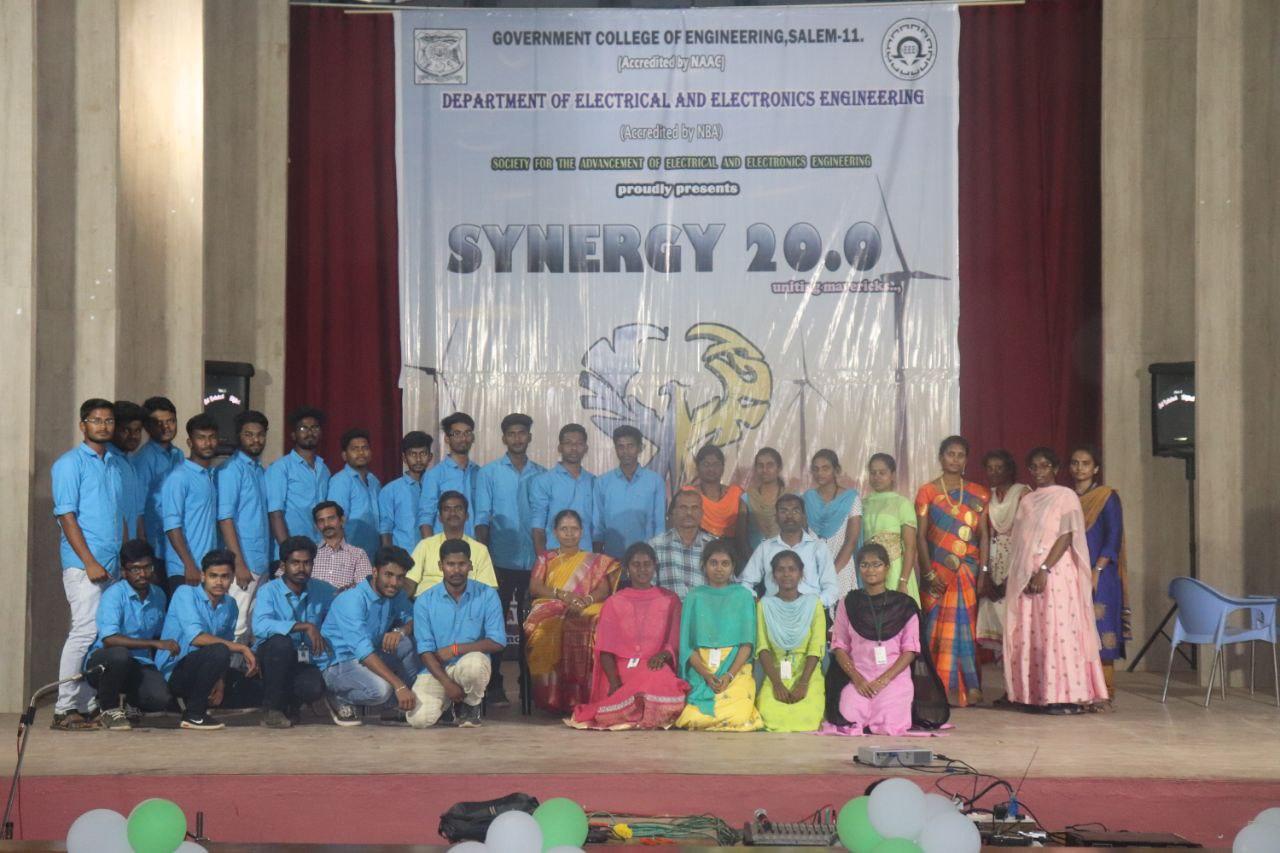 GOVERNMENT COLLEGE OF ENGINEERING,SALEM-11.
(Accredited by NAAC)
DEPARTMENT OF ELECTRICAL AND ELECTRONICS ENGINEERING
(Accredited by NBA)
SOCIETY FOR THE ADVANCEMENT OF ELECTRICAL AND ELECTRONICS ENGINEERING
proudly presents
SYNERGY 20.0
uniting mavericks..,
EEE